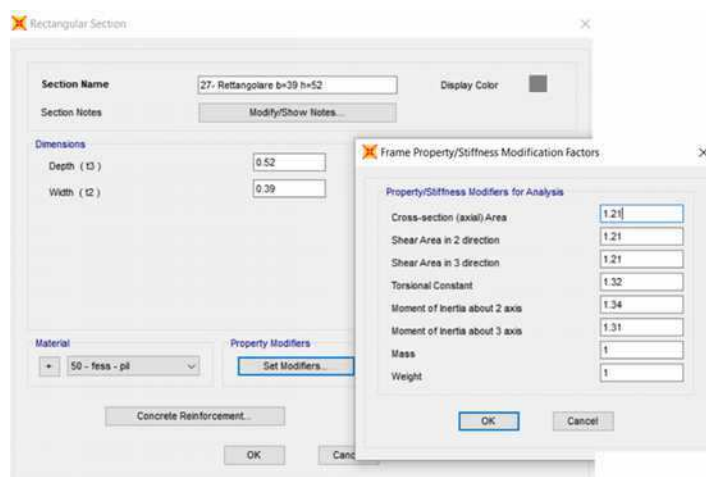 Rectangular Section
Section Name
27- Rettangolare b=39 h=52
Display Color
Section Notes
Modify/Show Notes...
Dimensions
Depth ( t3 )
0.52
Width ( t2 )
0.39
Material
+
50 - fess - pil
Property Modifiers
Set Modifiers...
Concrete Reinforcement...
OK
Frame Property/Stiffness Modification Factors
Property/Stiffness Modifiers for Analysis
Cross-section (axial) Area
1.21
Shear Area in 2 direction
1.21
Shear Area in 3 direction
1.21
Torsional Constant
1.32
Moment of Inertia about 2 axis
1.34
Moment of Inertia about 3 axis
1.31
Mass
1
Weight
1
OK
Cancel